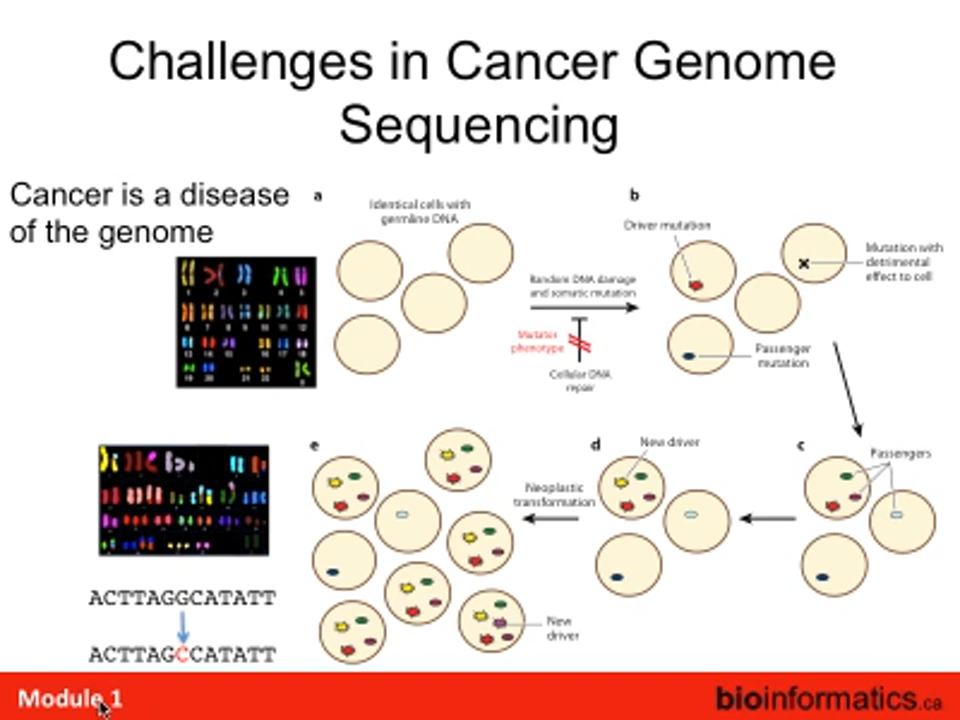 Challenges in Cancer Genome
Sequencing
Cancer is a disease
of the genome
a
Identical cells with
germline DNA
Random DNA damage
and somatic mutation
Mutator
phenotype
Cellular DNA
repair
b
Driver mutation
Mutation with
detrimental
effect to cell
Passenger
mutation
c
Passengers
d
New driver
Neoplastic
transformation
e
New
driver
ACTTAGGCATATT
ACTTAGCCATATT
Module 1
bioinformatics.ca